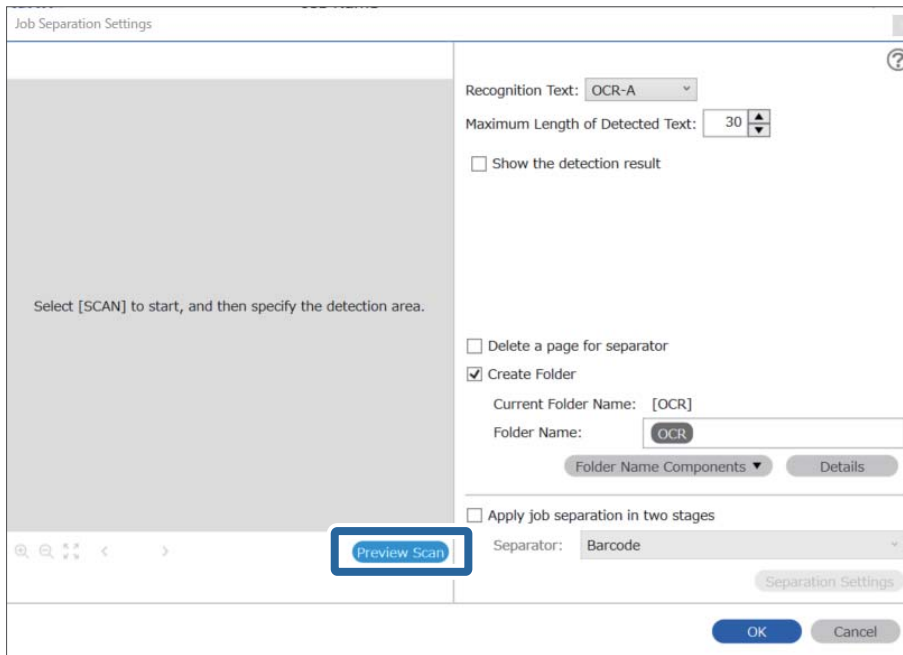 Job Separation Settings
Recognition Text: OCR-A
Maximum Length of Detected Text: 30
Show the detection result
Select [SCAN] to start, and then specify the detection area.
Delete a page for separator
Create Folder
Current Folder Name: [OCR]
Folder Name: OCR
Folder Name Components ▼ Details
Apply job separation in two stages
Preview Scan
Separator: Barcode
Separation Settings
OK Cancel